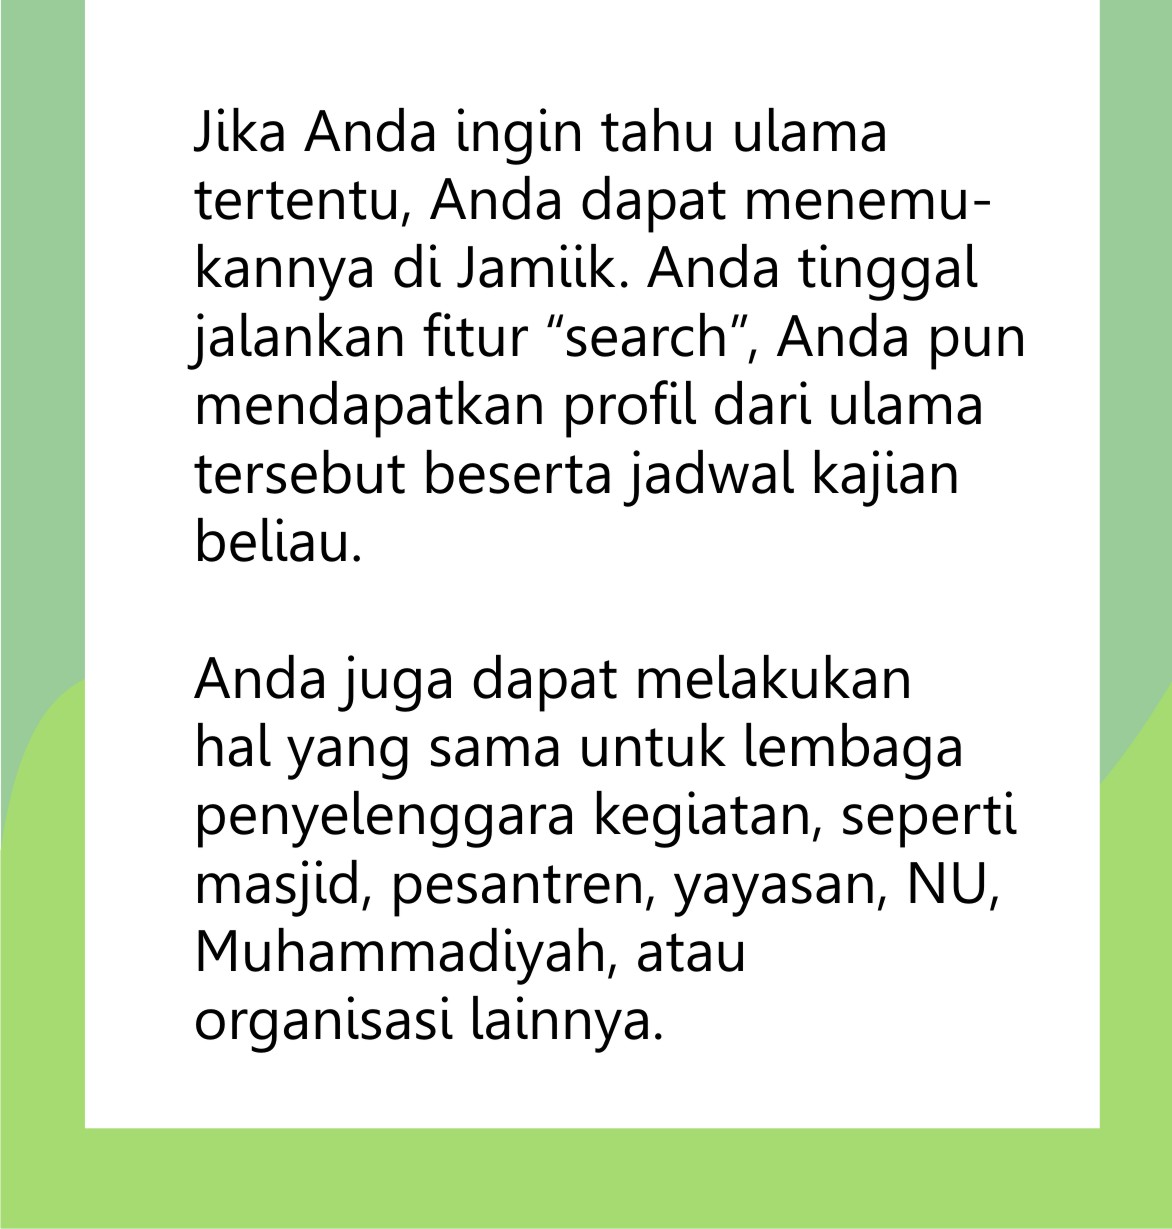 Jika Anda ingin tahu ulama
tertentu, Anda dapat menemu-
kannya di Jamiik. Anda tinggal
jalankan fitur “search”, Anda pun
mendapatkan profil dari ulama
tersebut beserta jadwal kajian
beliau.
Anda juga dapat melakukan
hal yang sama untuk lembaga
penyelenggara kegiatan, seperti
masjid, pesantren, yayasan, NU,
Muhammadiyah, atau
organisasi lainnya.